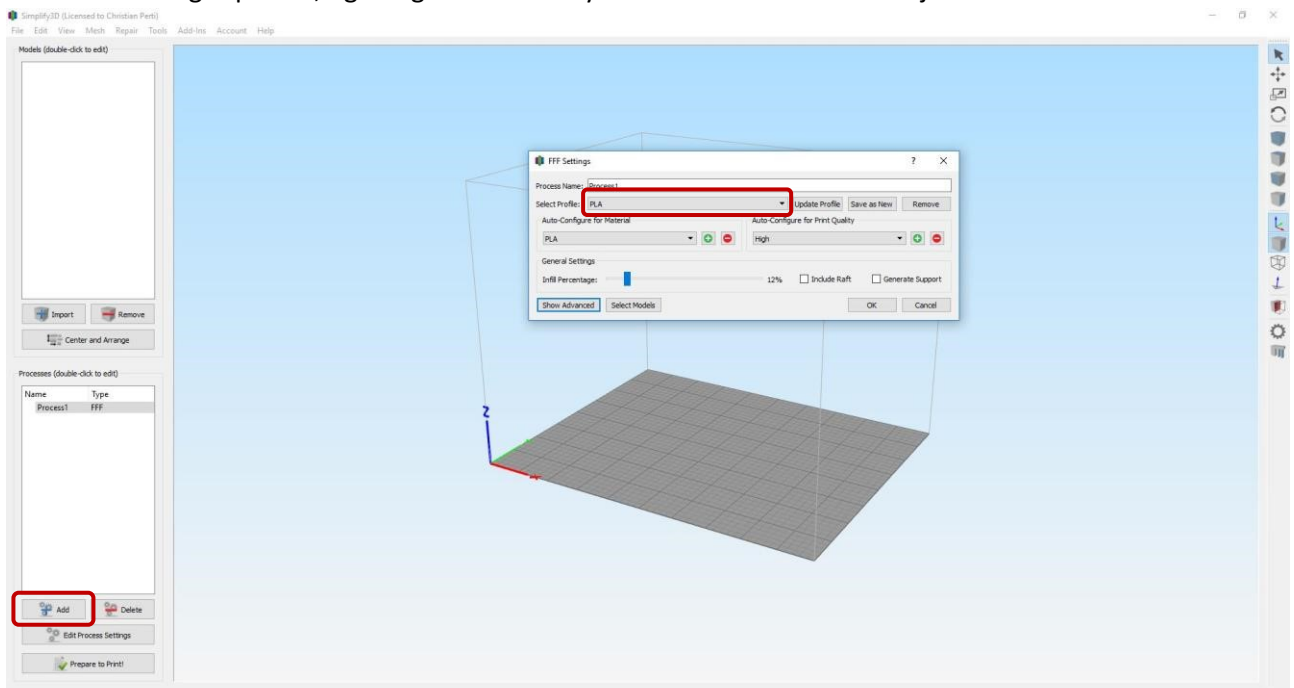 Simplify3D (Licensed to Christian Perti)
File Edit View Mesh Repair Tools Add-Ins Account Help
Models (double-click to edit)
Import Remove
Center and Arrange
Processes (double-click to edit)
Name Type
Process1 FFF
Add Delete
Edit Process Settings
Prepare to Print!
FFF Settings ? X
Process Name: Process1
Select Profile: PLA Update Profile Save as New Remove
Auto-Configure for Material Auto-Configure for Print Quality
PLA High
General Settings
Infill Percentage: 12% Include Raft Generate Support
Show Advanced Select Models OK Cancel
Z